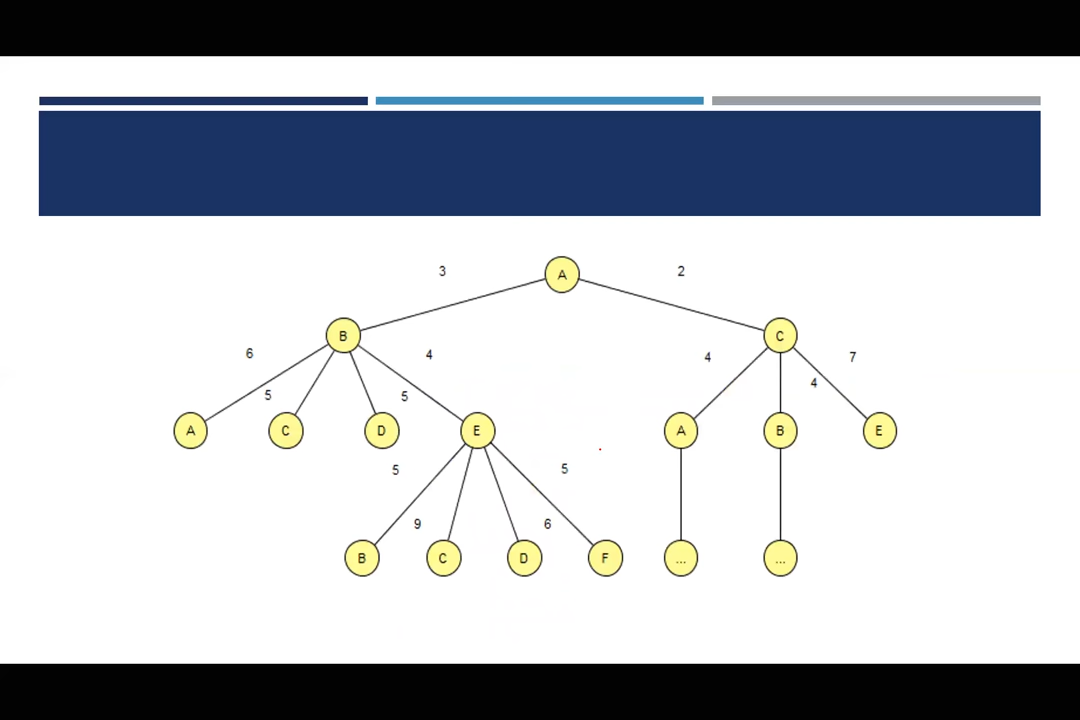 3 A 2
B C
6 4 4 7
5 5 4
A C D E A B E
5 5
9 6
B C D F ... ...